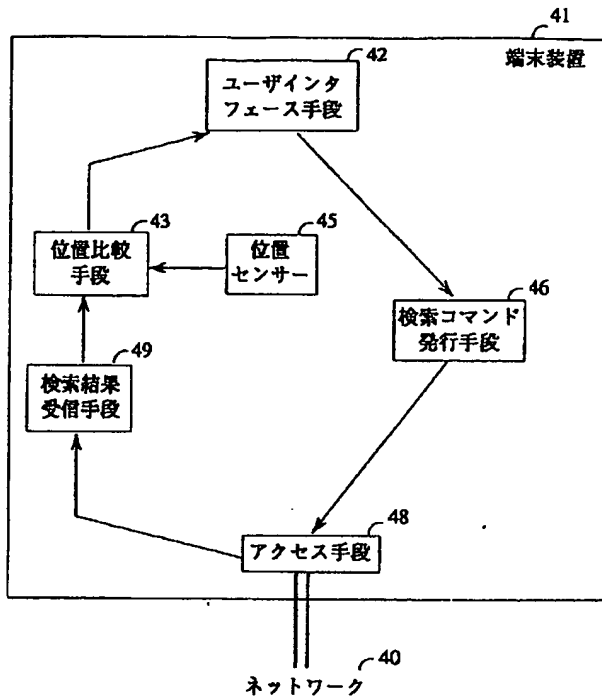 41
端末装置
42
ユーザインタ
フェース手段
43
位置比較
手段
45
位置
センサー
46
検索コマンド
発行手段
49
検索結果
受信手段
48
アクセス手段
40
ネットワーク